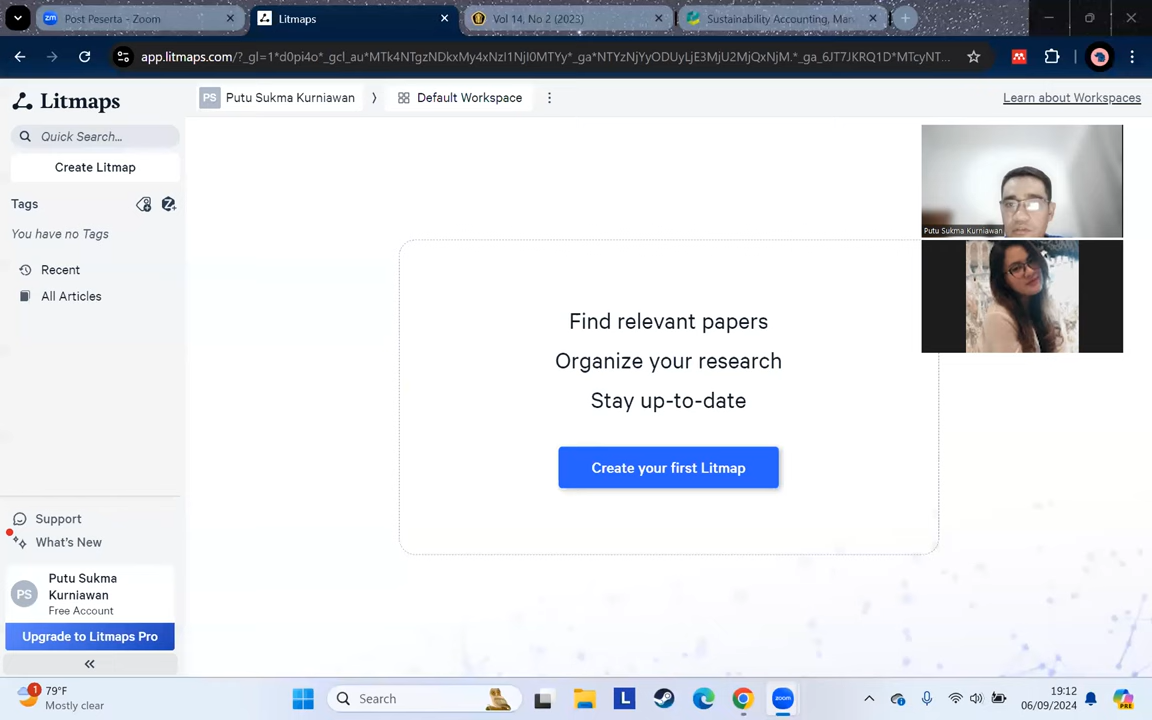 Post Peserta - Zoom
Litmaps
Vol 14, No 2 (2023)
Sustainability Accounting, Man
app.litmaps.com/?_gl=1*d0pi4o*_gcl_au*MTk4NTgzNDkxMy4xNzI1NjI0MTYy*_ga*NTYzNjYyODUyLjE3MjU2MjQxNjM.*_ga_6JT7JKRQ1D*MTcyNT...
Litmaps
PS Putu Sukma Kurniawan Default Workspace
Learn about Workspaces
Quick Search...
Create Litmap
Tags
You have no Tags
Recent
All Articles
Putu Sukma Kurniawan
Find relevant papers
Organize your research
Stay up-to-date
Create your first Litmap
Support
What's New
PS
Putu Sukma
Kurniawan
Free Account
Upgrade to Litmaps Pro
1
79°F
Mostly clear
Search
L
zoom
19:12
06/09/2024
PRE